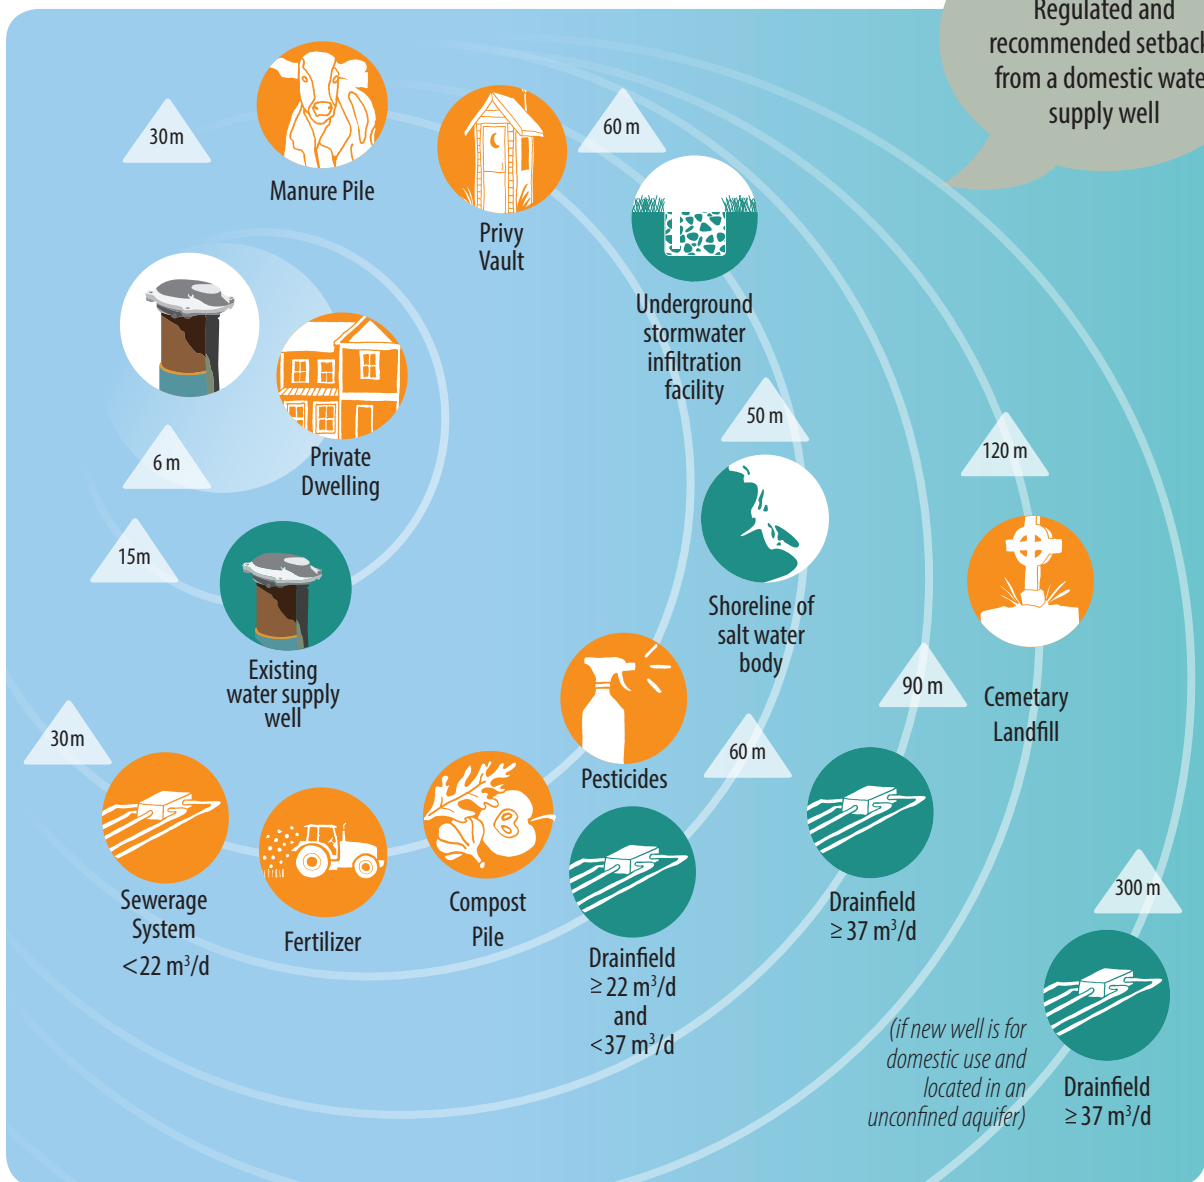 Regulated and
recommended setback
from a domestic wate
supply well
30 m
Manure Pile
Privy
Vault
60 m
Underground
stormwater
infiltration
facility
Private
Dwelling
6 m
50 m
120 m
15m
Existing
water supply
well
Shoreline of
salt water
body
90 m
Cemetary
Landfill
30 m
Pesticides
60 m
Sewerage
System
<22 m³/d
Fertilizer
Compost
Pile
Drainfield
≥ 22 m³/d
and
<37 m³/d
Drainfield
≥ 37 m³/d
300 m
(if new well is for
domestic use and
located in an
unconfined aquifer)
Drainfield
≥ 37 m³/d